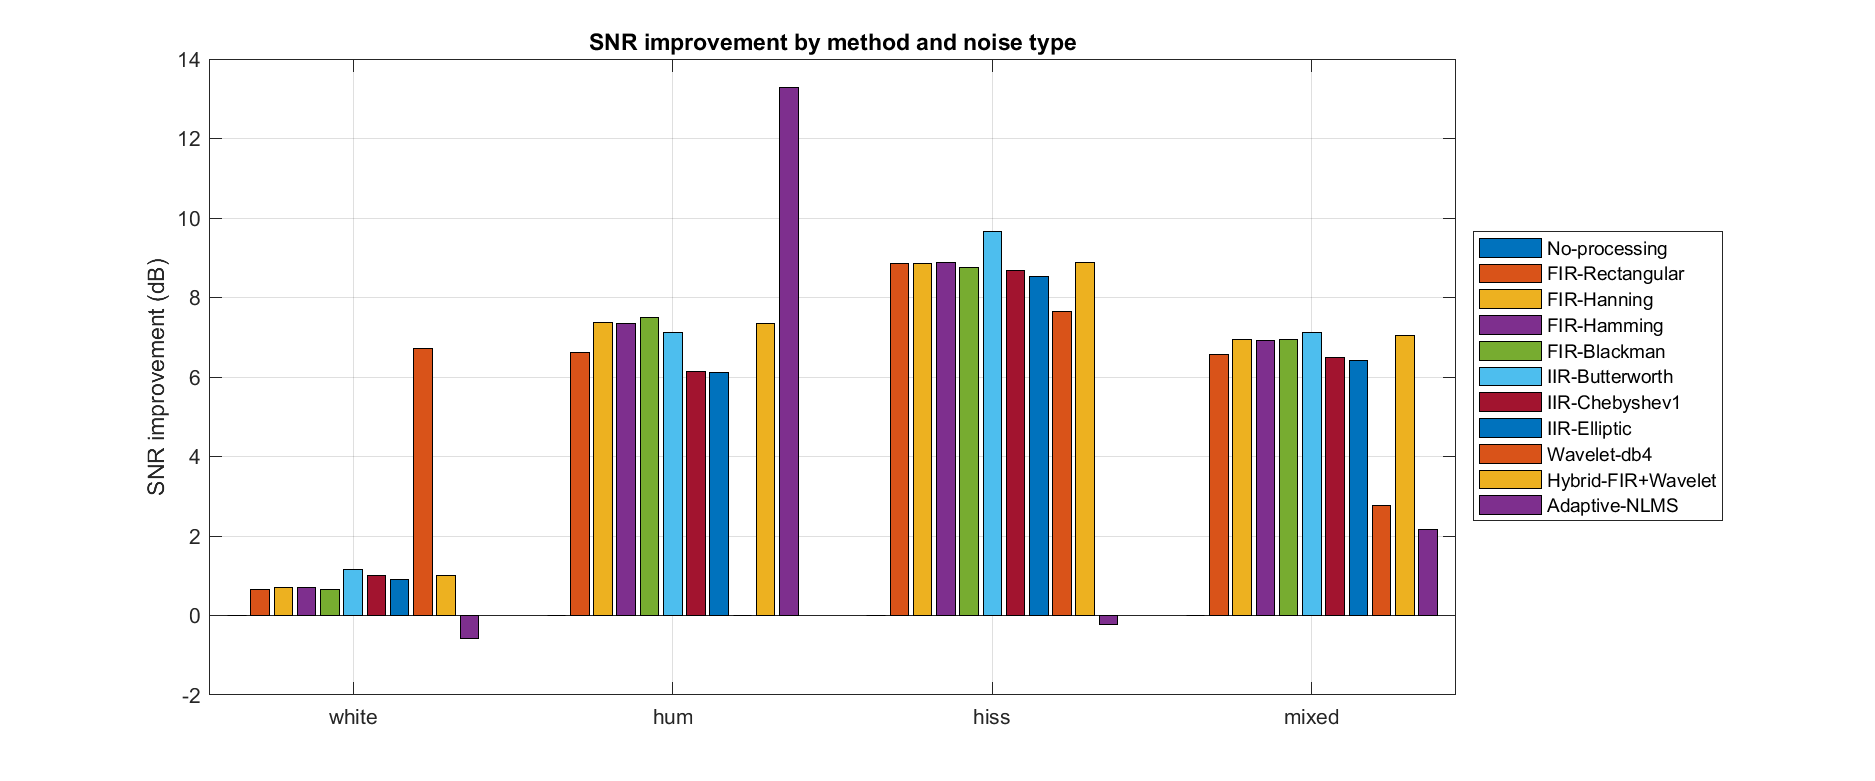 SNR improvement by method and noise type
SNR improvement (dB)
14
12
10
8
6
4
2
0
-2
white
hum
hiss
mixed
No-processing
FIR-Rectangular
FIR-Hanning
FIR-Hamming
FIR-Blackman
IIR-Butterworth
IIR-Chebyshev1
IIR-Elliptic
Wavelet-db4
Hybrid-FIR+Wavelet
Adaptive-NLMS